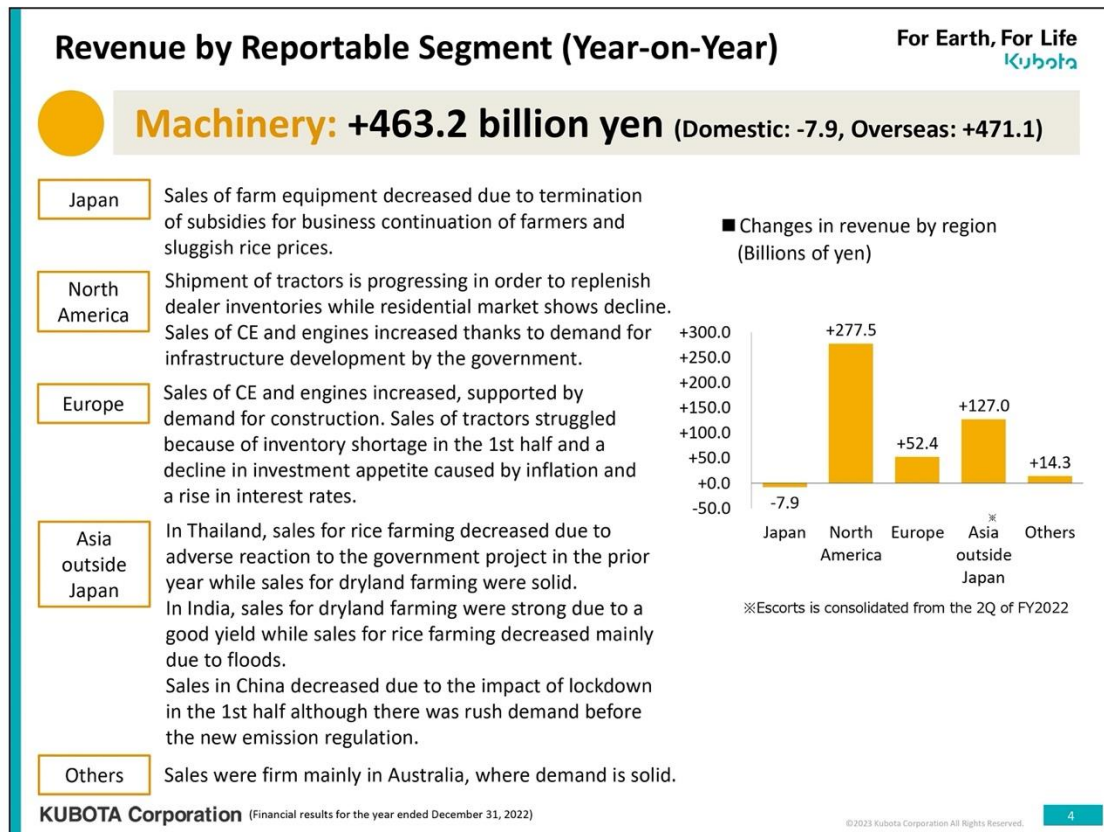 Revenue by Reportable Segment (Year-on-Year)
For Earth, For Life
Kubota
Machinery: +463.2 billion yen (Domestic: -7.9, Overseas: +471.1)
Japan
Sales of farm equipment decreased due to termination
of subsidies for business continuation of farmers and
sluggish rice prices.
North
America
Shipment of tractors is progressing in order to replenish
dealer inventories while residential market shows decline.
Sales of CE and engines increased thanks to demand for
infrastructure development by the government.
Europe
Sales of CE and engines increased, supported by
demand for construction. Sales of tractors struggled
because of inventory shortage in the 1st half and a
decline in investment appetite caused by inflation and
a rise in interest rates.
Asia
outside
Japan
In Thailand, sales for rice farming decreased due to
adverse reaction to the government project in the prior
year while sales for dryland farming were solid.
In India, sales for dryland farming were strong due to a
good yield while sales for rice farming decreased mainly
due to floods.
Sales in China decreased due to the impact of lockdown
in the 1st half although there was rush demand before
the new emission regulation.
Others
Sales were firm mainly in Australia, where demand is solid.
■ Changes in revenue by region
(Billions of yen)
+300.0
+250.0
+200.0
+150.0
+100.0
+50.0
+0.0
-50.0
-7.9
+277.5
+52.4
+127.0
+14.3
※
Japan
North
America
Europe
Asia
outside
Japan
Others
※Escorts is consolidated from the 2Q of FY2022
KUBOTA Corporation (Financial results for the year ended December 31, 2022)
©2023 Kubota Corporation All Rights Reserved.
4